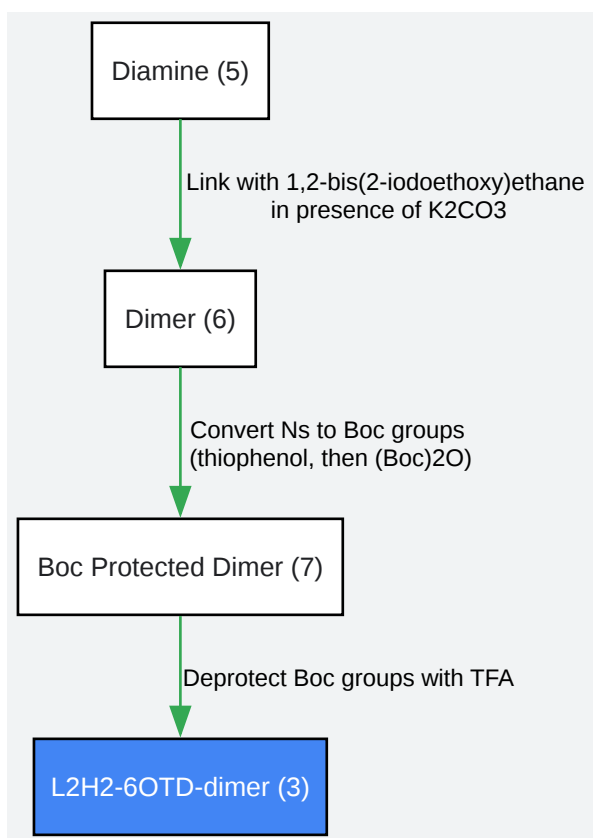 Diamine (5)
Link with 1,2-bis(2-iodoethoxy)ethane
in presence of K2CO3
Dimer (6)
Convert Ns to Boc groups
(thiophenol, then (Boc)2O)
Boc Protected Dimer (7)
Deprotect Boc groups with TFA
L2H2-6OTD-dimer (3)